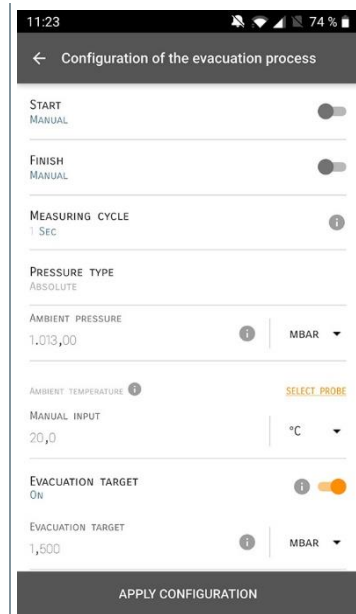 11:23 74 %
Configuration of the evacuation process
START
MANUAL
FINISH
MANUAL
MEASURING CYCLE
1 SEC
PRESSURE TYPE
ABSOLUTE
AMBIENT PRESSURE
1.013,00 MBAR
AMBIENT TEMPERATURE SELECT PROBE
MANUAL INPUT
20,0 °C
EVACUATION TARGET
ON
EVACUATION TARGET
1,500 MBAR
APPLY CONFIGURATION